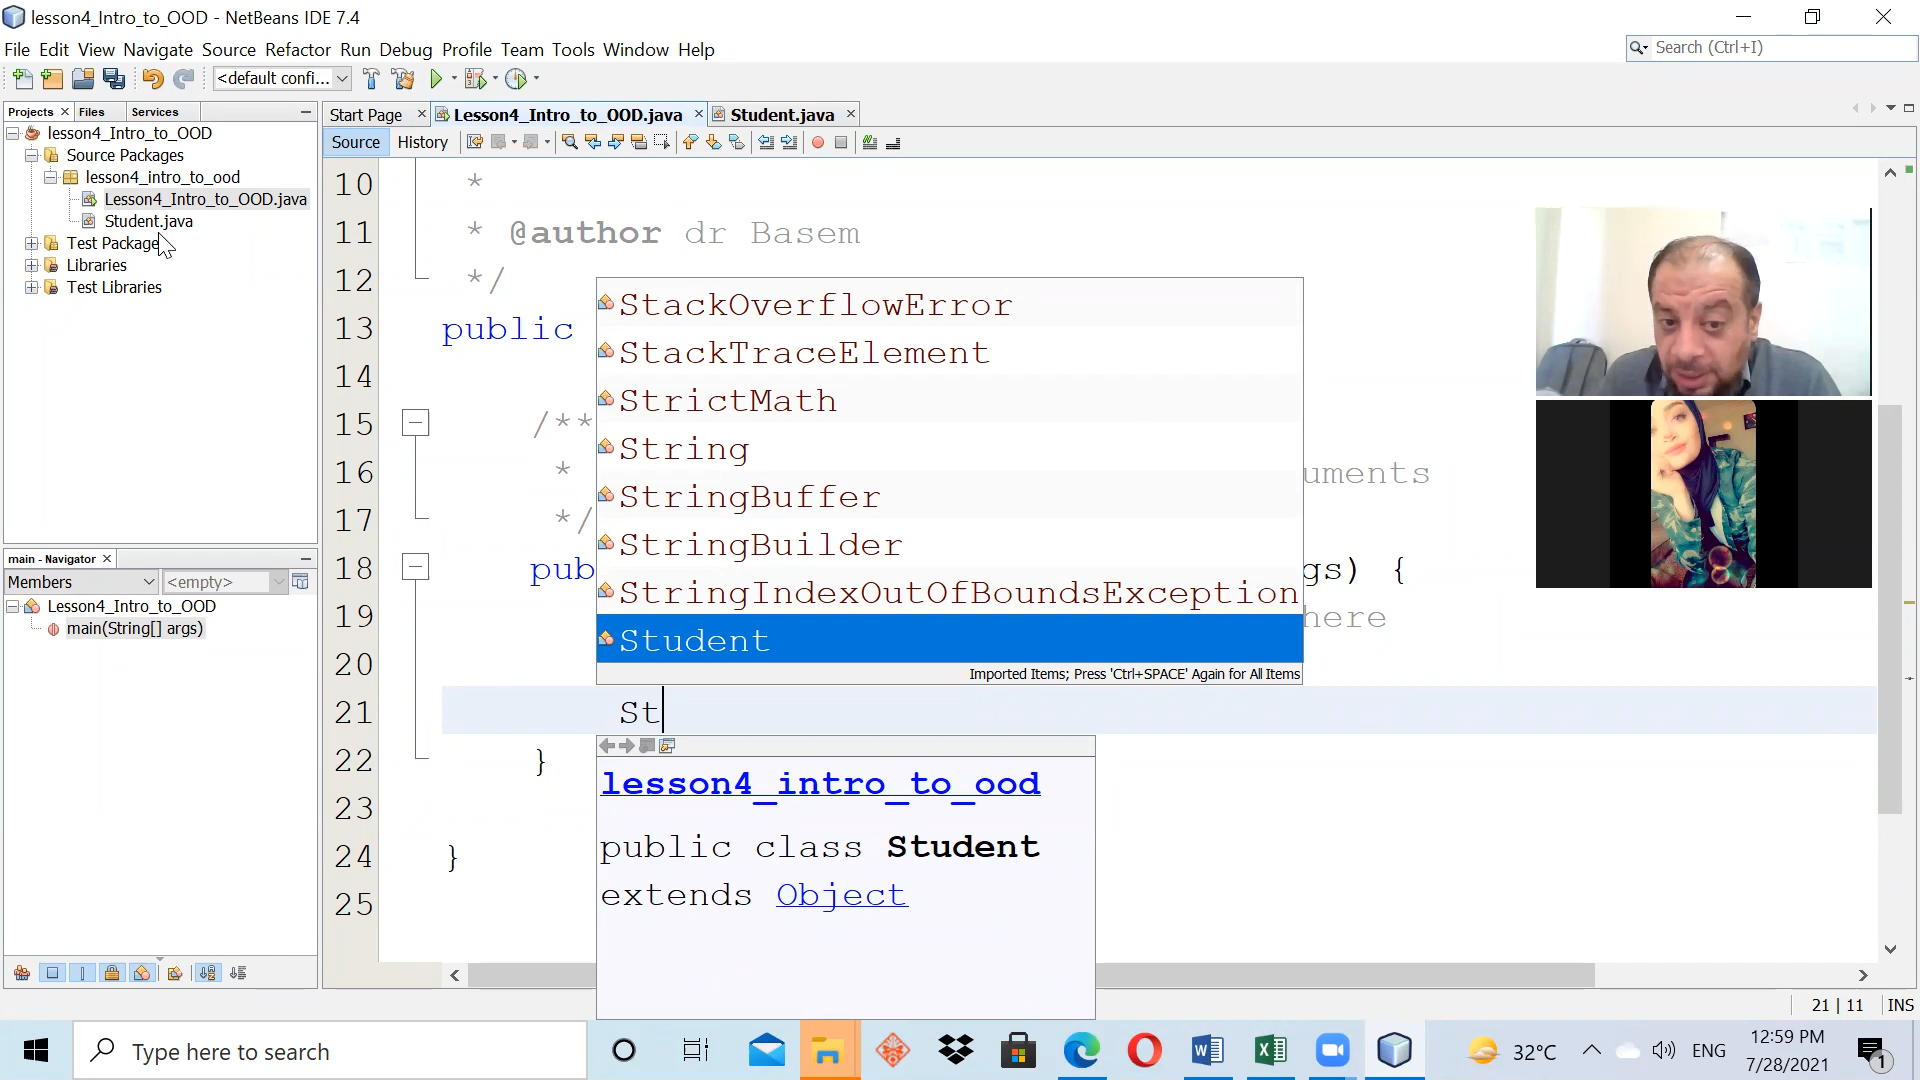 lesson4_Intro_to_OOD - NetBeans IDE 7.4
File Edit View Navigate Source Refactor Run Debug Profile Team Tools Window Help
Search (Ctrl+I)
<default confi...
Projects Files Services
Start Page Lesson4_Intro_to_OOD.java Student.java
lesson4_Intro_to_OOD
Source Packages
lesson4_intro_to_ood
Lesson4_Intro_to_OOD.java
Student.java
Test Package
Libraries
Test Libraries
Source History
10 *
11 * @author dr Basem
12 */
13 public
14
15 /**
16 * uments
17 */
18 pub gs) {
19 here
20
21 St
22 }
23
24 }
25
StackOverflowError
StackTraceElement
StrictMath
String
StringBuffer
StringBuilder
StringIndexOutOfBoundsException
Student
Imported Items; Press 'Ctrl+SPACE' Again for All Items
lesson4_intro_to_ood
public class Student
extends Object
main - Navigator
Members <empty>
Lesson4_Intro_to_OOD
main(String[] args)
21 | 11 INS
Type here to search
32°C ENG
12:59 PM
7/28/2021
1